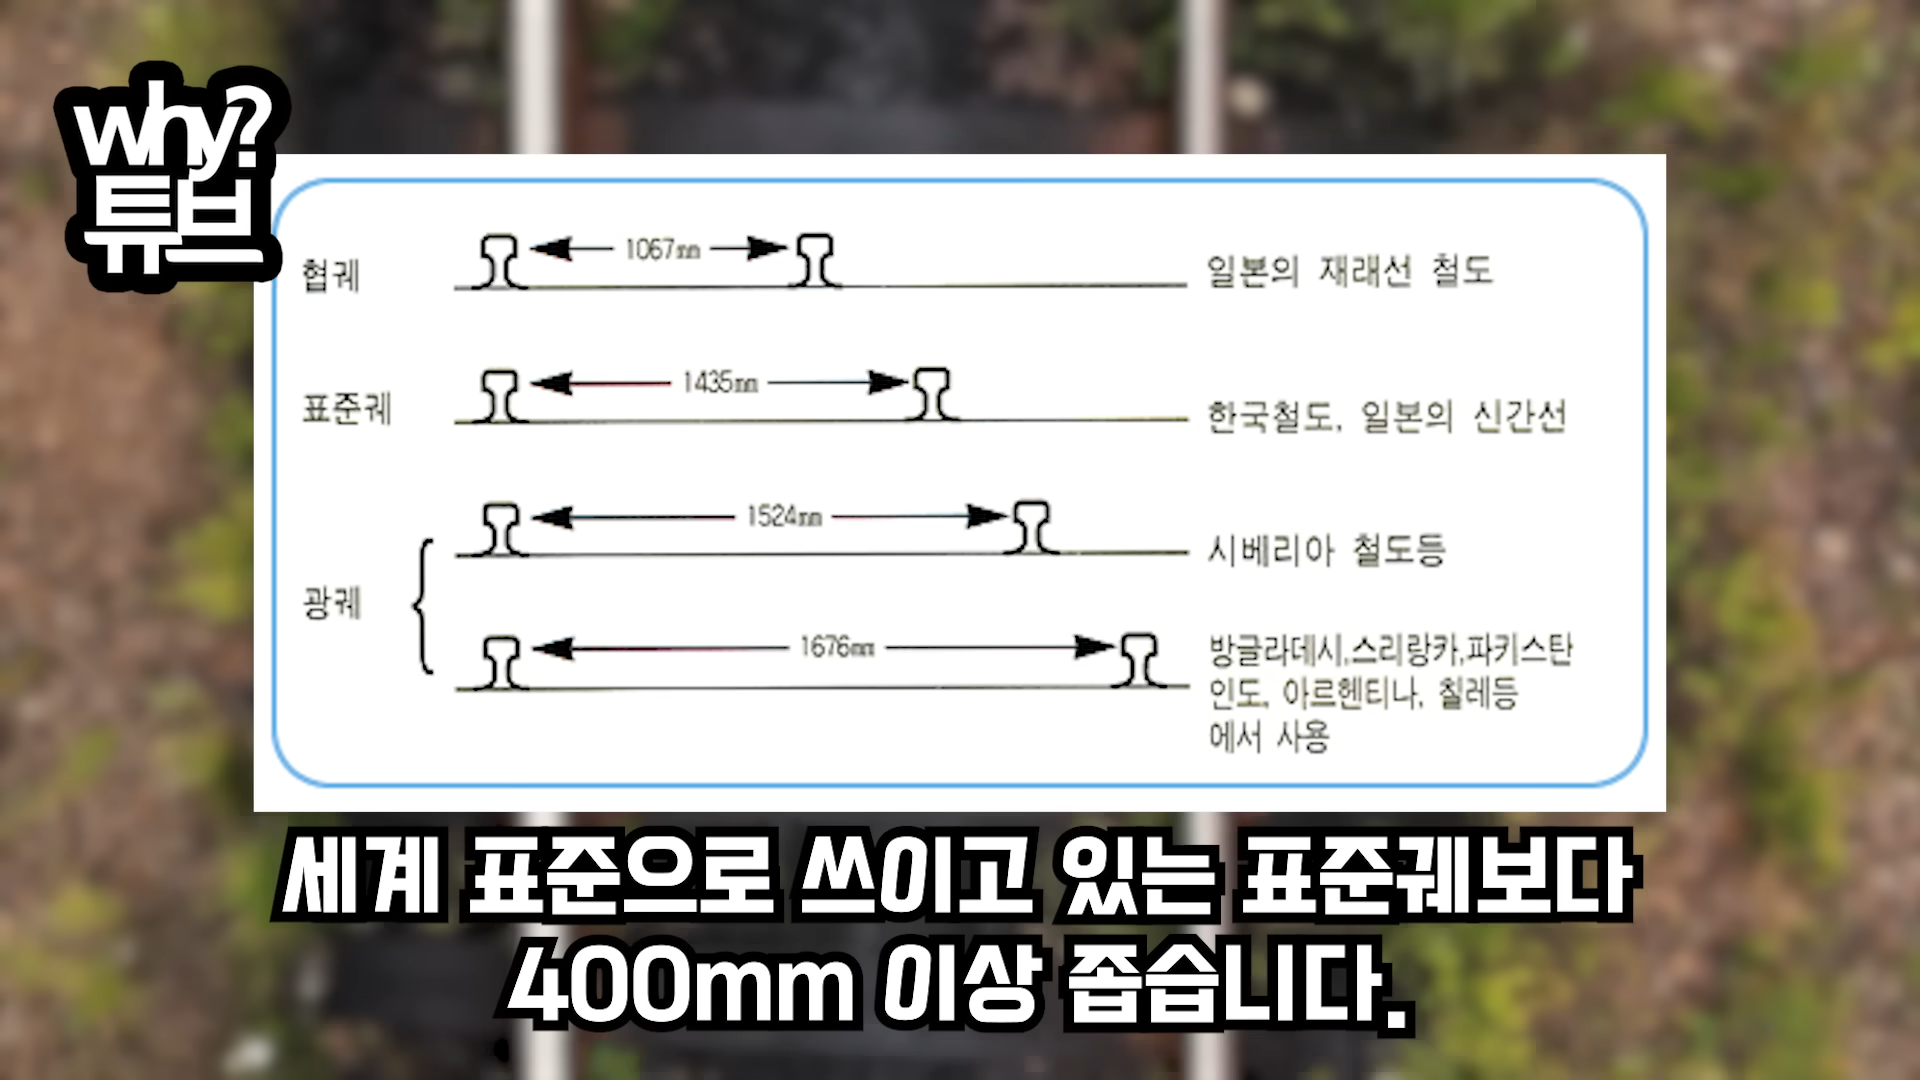 why?
튜브
협궤
1067mm
일본의 재래선 철도
표준궤
1435mm
한국철도, 일본의 신간선
광궤
1524mm
시베리아 철도등
1676mm
방글라데시,스리랑카,파키스탄
인도, 아르헨티나, 칠레등
에서 사용
세계 표준으로 쓰이고 있는 표준궤보다
400mm 이상 좁습니다.